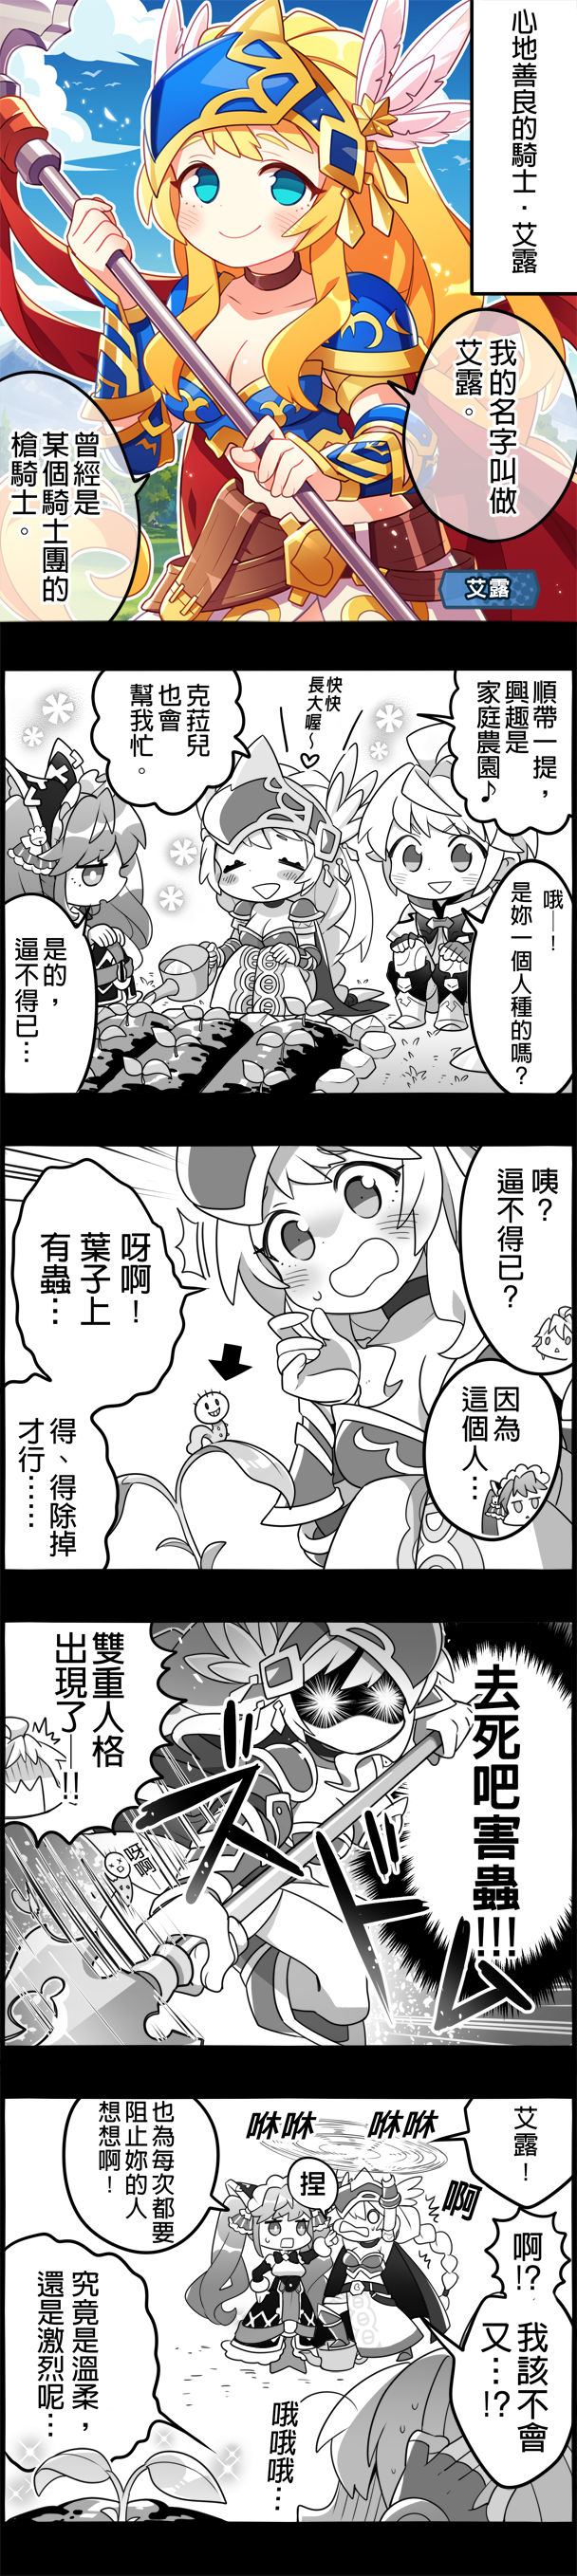 心地善良的騎士．艾露
我的名字叫做
艾露。
曾經是
某個騎士團的
槍騎士。
艾露
順帶一提，
興趣是
家庭農園♪
哦—！
是妳一個人種的嗎？
快快
長大喔～♡
克拉兒
也會
幫我忙。
是的，
逼不得已…
咦？
逼不得已？
因為
這個人…
呀啊！
葉子上
有蟲…
得、得除掉
才行……
去死吧害蟲!!!
ズドドム
雙重人格
出現了—!!
呀啊
艾露！
啊!?
我該不會
又…!?
啊
咻咻
咻咻
捏
也為每次都要
阻止妳的人
想想啊！
哦哦哦…
究竟是溫柔，
還是激烈呢…